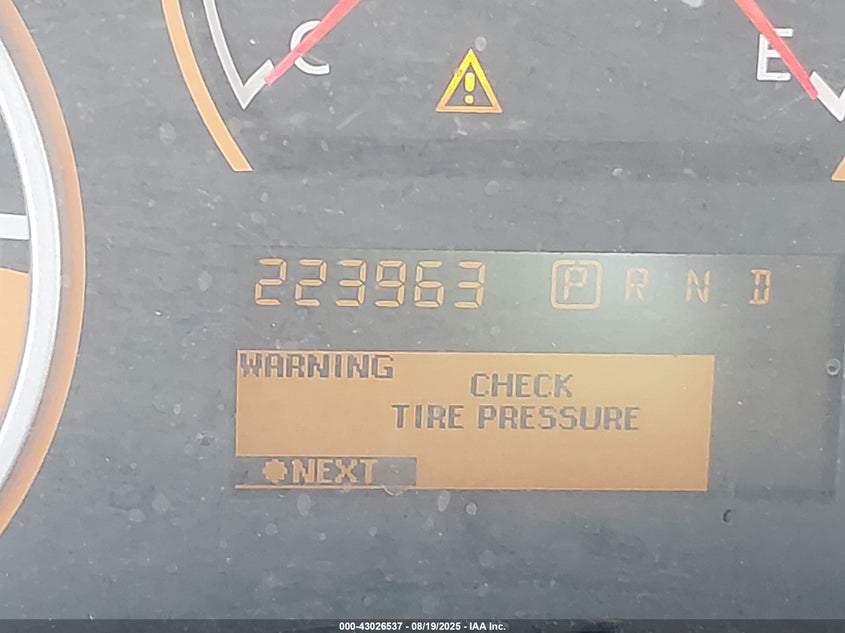 C
E
223963 P R N D
WARNING
CHECK
TIRE PRESSURE
NEXT
000-43026537 - 08/19/2025 - IAA Inc.